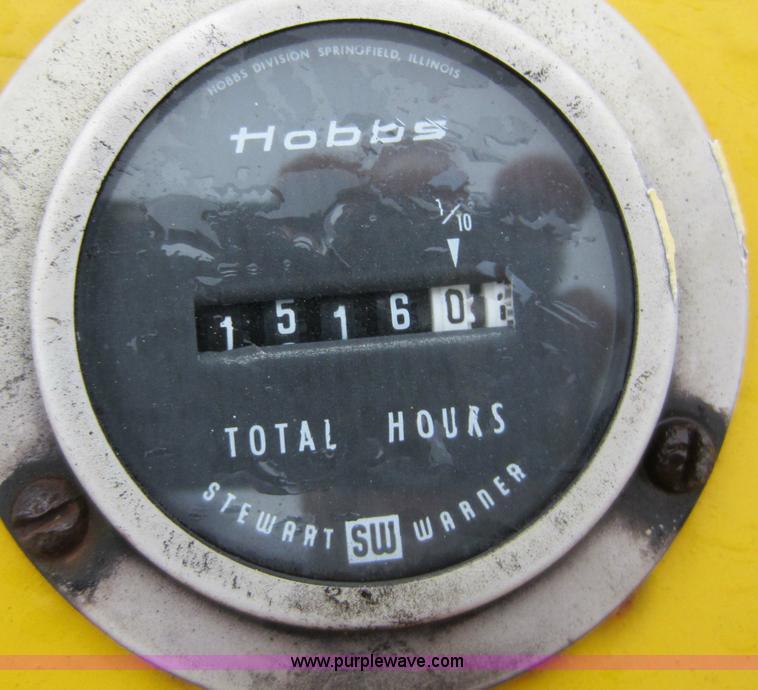 HOBBS DIVISION SPRINGFIELD, ILLINOIS
Hobbs
1/10
1 5 1 6 0
TOTAL HOURS
STEWART SW WARNER
www.purplewave.com